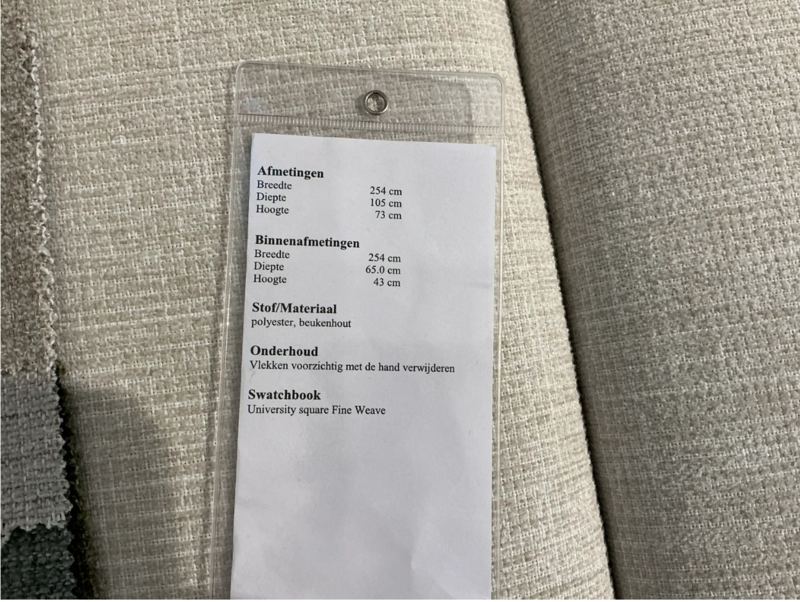 Afmetingen
Breedte 254 cm
Diepte 105 cm
Hoogte 73 cm
Binnenafmetingen
Breedte 254 cm
Diepte 65.0 cm
Hoogte 43 cm
Stof/Materiaal
polyester, beukenhout
Onderhoud
Vlekken voorzichtig met de hand verwijderen
Swatchbook
University square Fine Weave